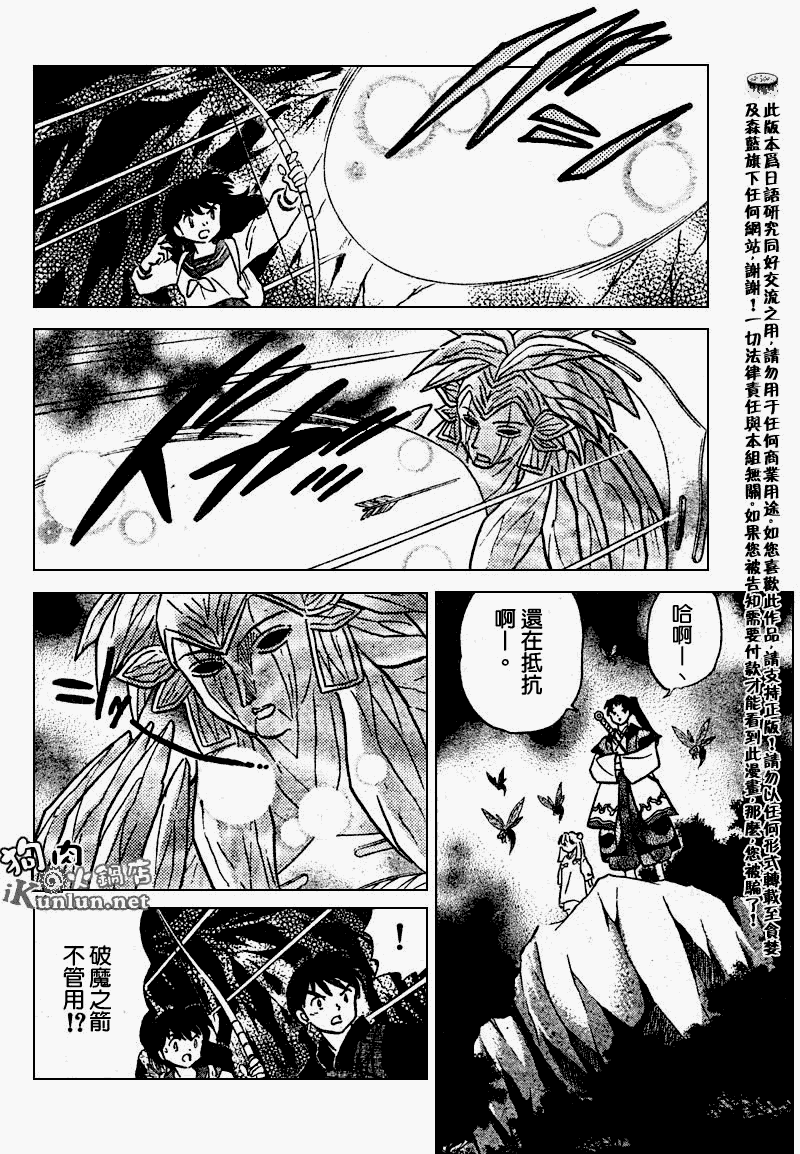 哈啊ー、
還在抵抗
啊ー。
！
破魔之箭
不管用!?
此版本爲日語研究同好交流之用，請勿用于任何商業用途。如您喜歡此作品，請支持正版！請勿以任何形式轉載至貪婪
及森藍旗下任何網站，謝謝！一切法律責任與本組無關。如果您被告知需要付款才能看到此漫畫，那麽，您被騙了！
狗肉
火鍋店
iKunlun.net